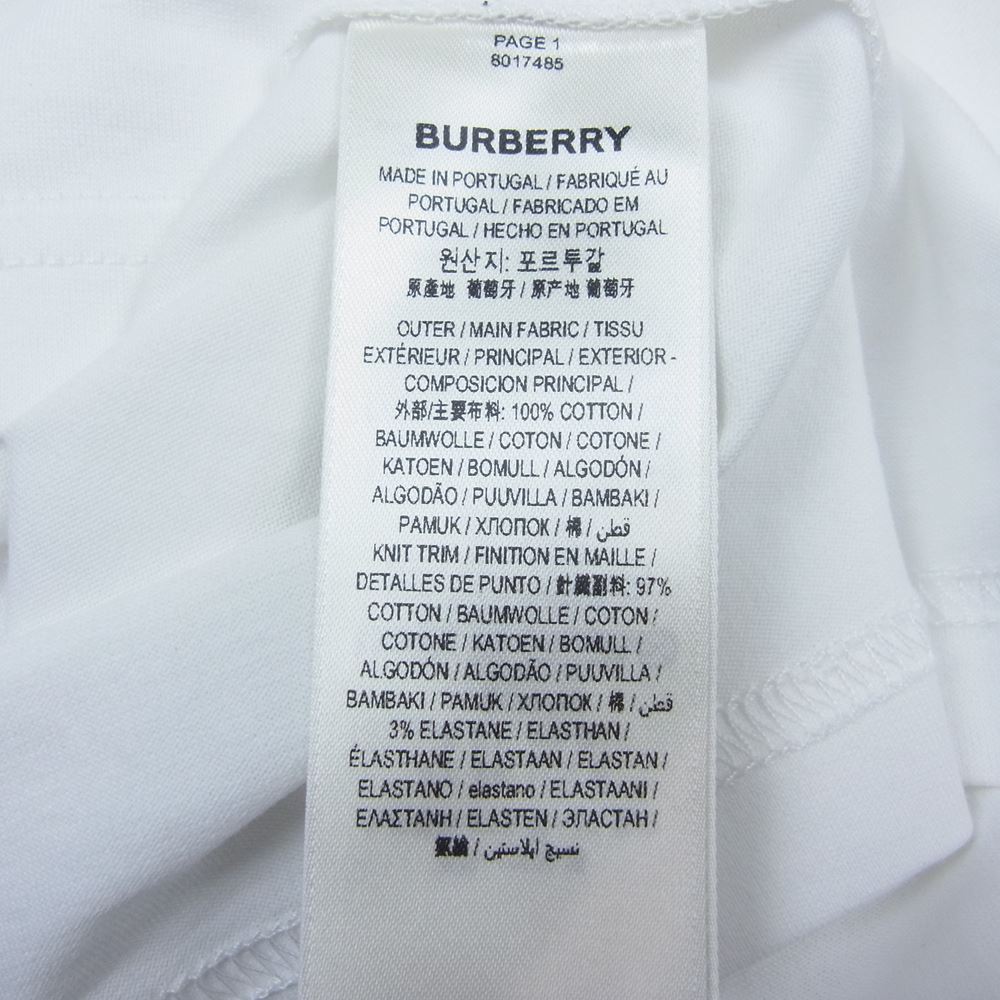 PAGE 1
8017485
BURBERRY
MADE IN PORTUGAL / FABRIQUÉ AU
PORTUGAL / FABRICADO EM
PORTUGAL / HECHO EN PORTUGAL
원산지: 포르투갈
原產地 葡萄牙 / 原产地 葡萄牙
OUTER / MAIN FABRIC / TISSU
EXTÉRIEUR / PRINCIPAL / EXTERIOR -
COMPOSICION PRINCIPAL /
外部/主要布料: 100% COTTON /
BAUMWOLLE / COTON / COTONE /
KATOEN / BOMULL / ALGODÓN /
ALGODÃO / PUUVILLA / BAMBAKI /
PAMUK / ХЛОПОК / 棉 / قطن
KNIT TRIM / FINITION EN MAILLE /
DETALLES DE PUNTO / 針織副料: 97%
COTTON / BAUMWOLLE / COTON /
COTONE / KATOEN / BOMULL /
ALGODÓN / ALGODÃO / PUUVILLA /
BAMBAKI / PAMUK / ХЛОПОК / 棉 / قطن
3% ELASTANE / ELASTHAN /
ÉLASTHANE / ELASTAAN / ELASTAN /
ELASTANO / elastano / ELASTAANI /
ΕΛΑΣΤΑΝΗ / ELASTEN / ЭЛАСТАН /
/ نسيج ايلاستين